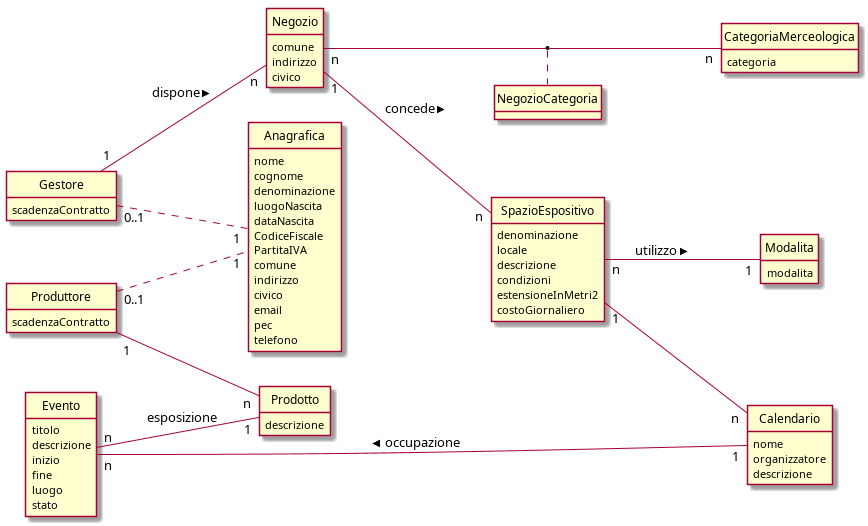 Negozio
comune
indirizzo
civico
n
n
CategoriaMerceologica
categoria
NegozioCategoria
1
concede►
dispone►
n
1
Gestore
scadenzaContratto
0..1
1
Anagrafica
nome
cognome
denominazione
luogoNascita
dataNascita
CodiceFiscale
PartitaIVA
comune
indirizzo
civico
email
pec
telefono
Produttore
scadenzaContratto
0..1
1
1
n
SpazioEspositivo
denominazione
locale
descrizione
condizioni
estensioneInMetri2
costoGiornaliero
n
utilizzo ►
n
1
Modalita
modalita
1
n
Prodotto
descrizione
n
esposizione
1
Evento
titolo
descrizione
inizio
fine
luogo
stato
n
◄ occupazione
1
Calendario
nome
organizzatore
descrizione